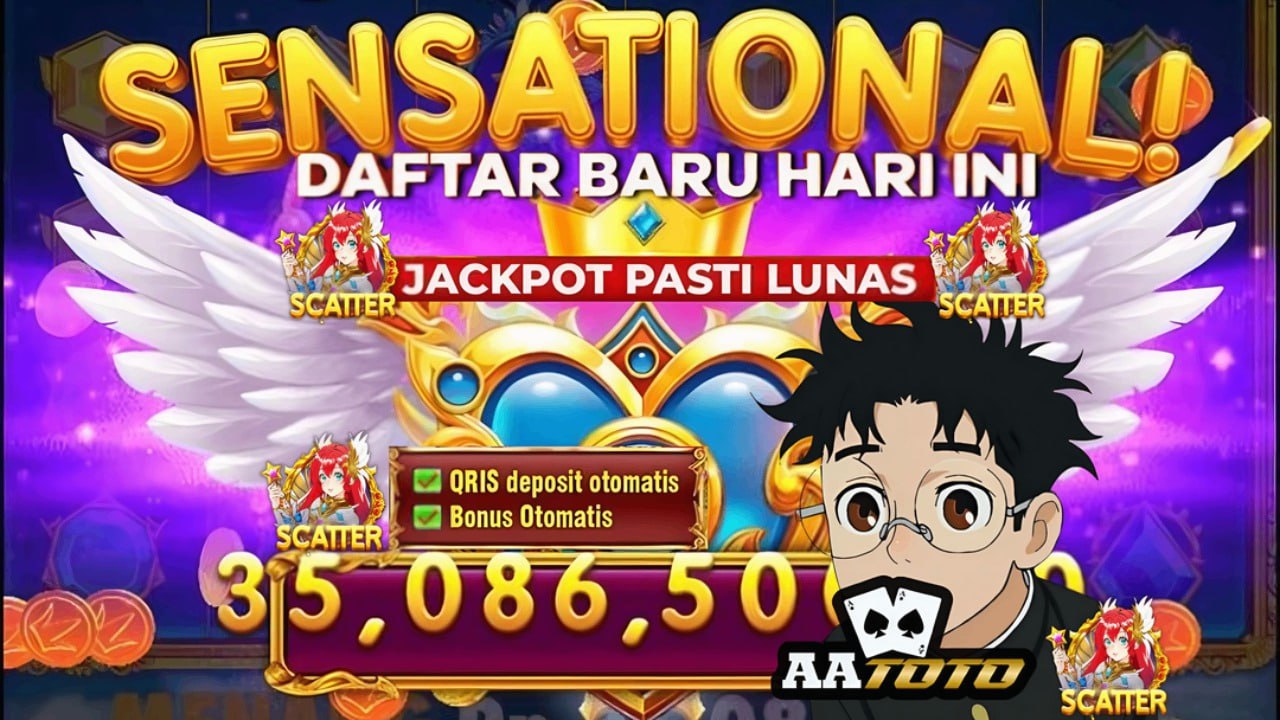 SENSATIONAL!
DAFTAR BARU HARI INI
SCATTER
JACKPOT PASTI LUNAS
SCATTER
✅ QRIS deposit otomatis
✅ Bonus Otomatis
SCATTER
35,086,50
AATOTO
SCATTER